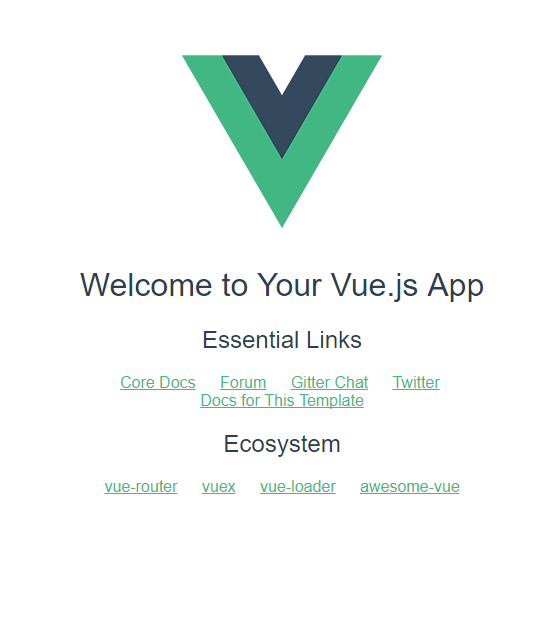 Welcome to Your Vue.js App
Essential Links
Core Docs Forum Gitter Chat Twitter
Docs for This Template
Ecosystem
vue-router vuex vue-loader awesome-vue